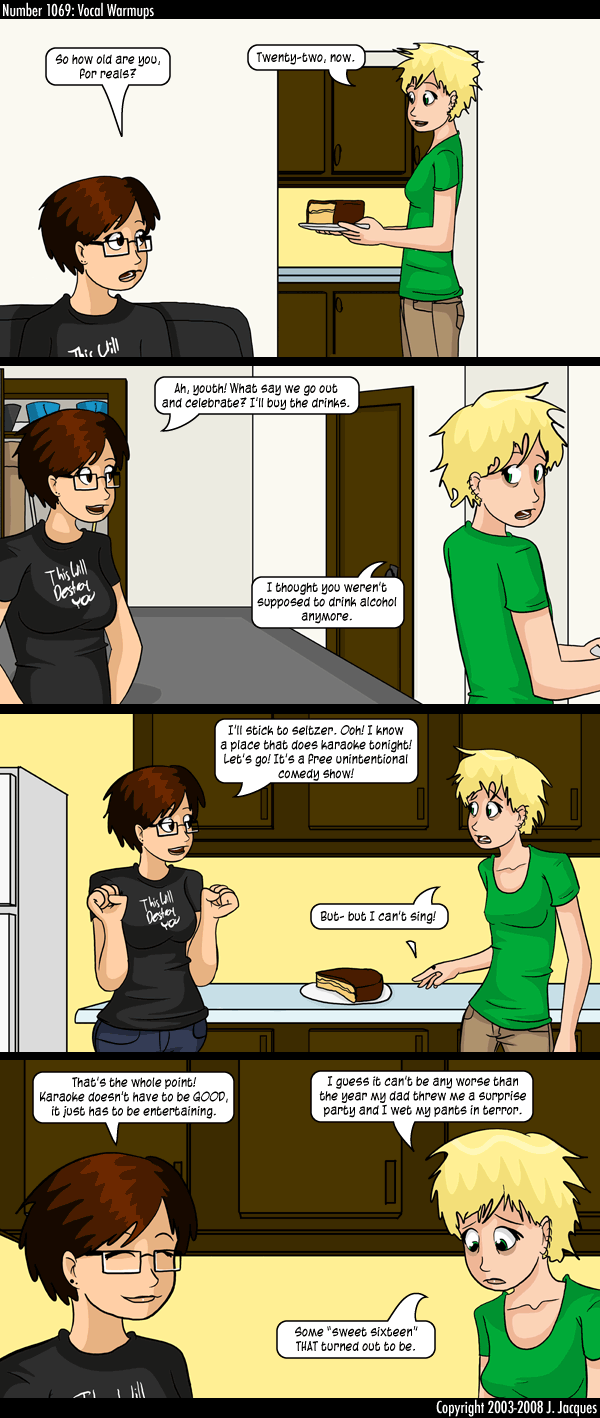 Number 1069: Vocal Warmups
So how old are you,
for reals?
Twenty-two, now.
This Will
Ah, youth! What say we go out
and celebrate? I'll buy the drinks.
This Will
Destroy
You
I thought you weren't
supposed to drink alcohol
anymore.
I'll stick to seltzer. Ooh! I know
a place that does karaoke tonight!
Let's go! It's a free unintentional
comedy show!
This Will
Destroy
You
But- but I can't sing!
That's the whole point!
Karaoke doesn't have to be GOOD,
it just has to be entertaining.
I guess it can't be any worse than
the year my dad threw me a surprise
party and I wet my pants in terror.
Some "sweet sixteen"
THAT turned out to be.
This Will
Copyright 2003-2008 J. Jacques